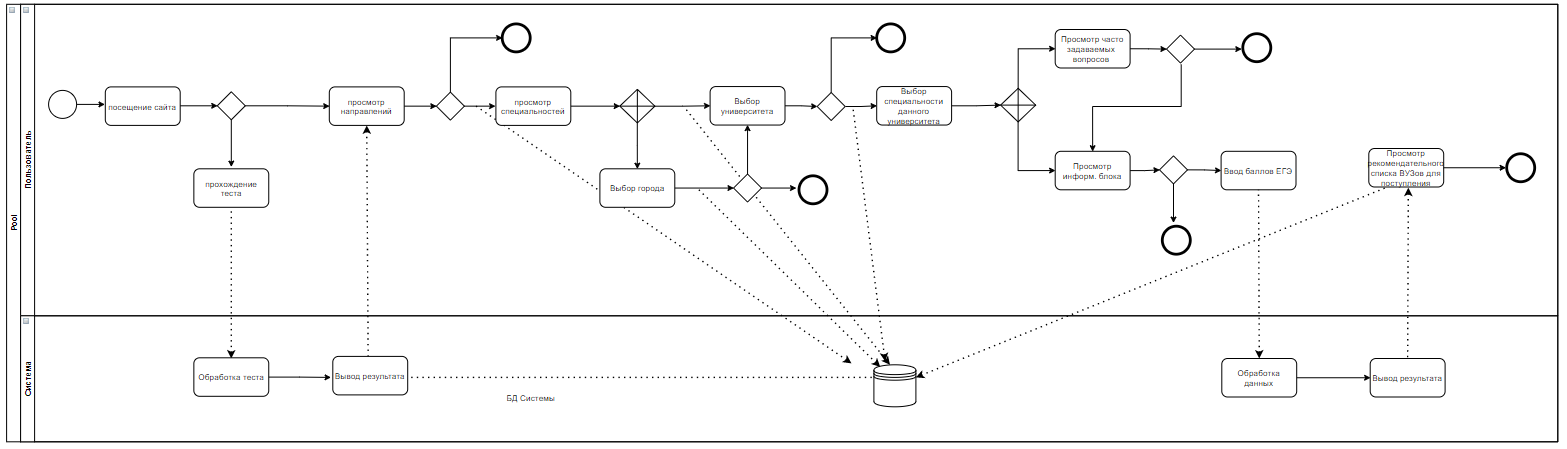 Pool
Пользователь
посещение сайта
прохождение
теста
просмотр
направлений
просмотр
специальностей
Выбор города
Выбор
университета
Выбор
специальности
данного
университета
Просмотр часто
задаваемых
вопросов
Просмотр
информ. блока
Ввод баллов ЕГЭ
Просмотр
рекомендательного
списка ВУЗов для
поступления
Система
Обработка теста
Вывод результата
БД Системы
Обработка
данных
Вывод результата